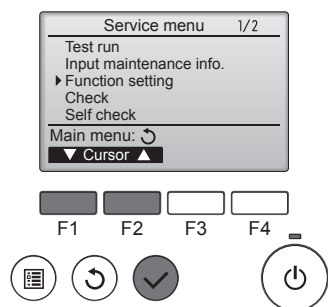 Service menu 1/2
Test run
Input maintenance info.
Function setting
Check
Self check
Main menu:
Cursor
F1 F2 F3 F4